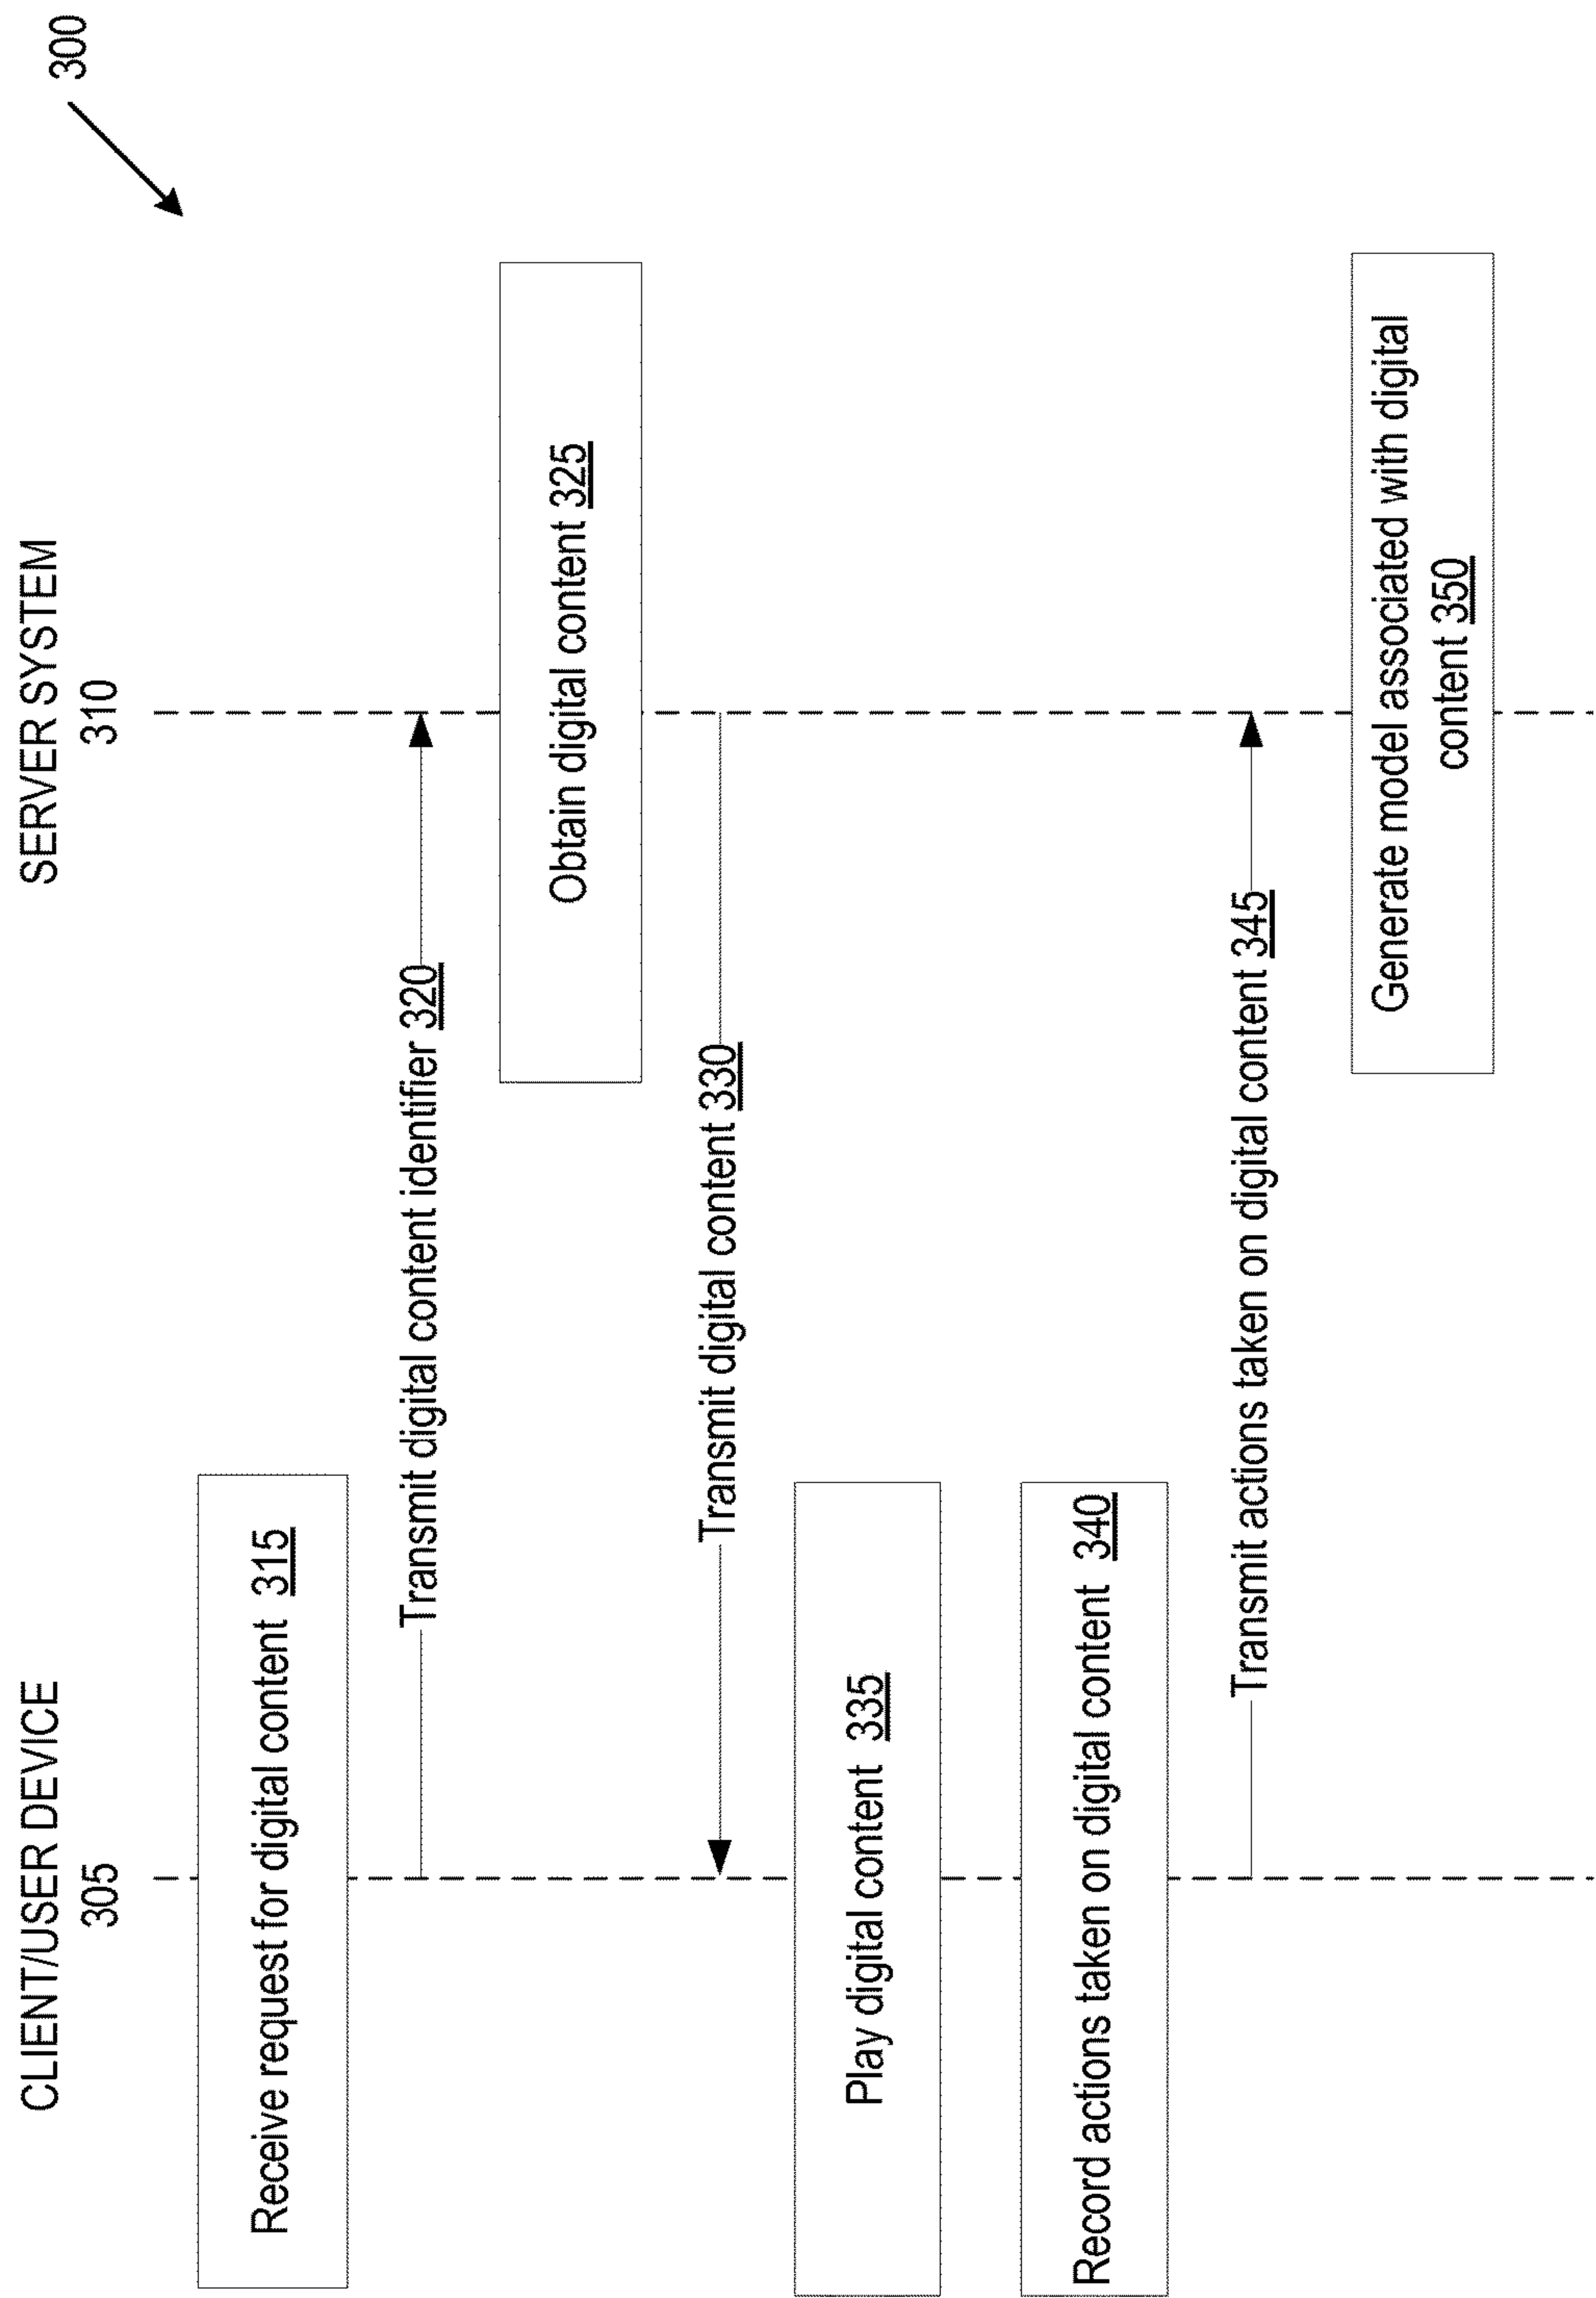 300
CLIENT/USER DEVICE
305
SERVER SYSTEM
310
Receive request for digital content 315
Transmit digital content identifier 320
Obtain digital content 325
Transmit digital content 330
Play digital content 335
Record actions taken on digital content 340
Transmit actions taken on digital content 345
Generate model associated with digital
content 350